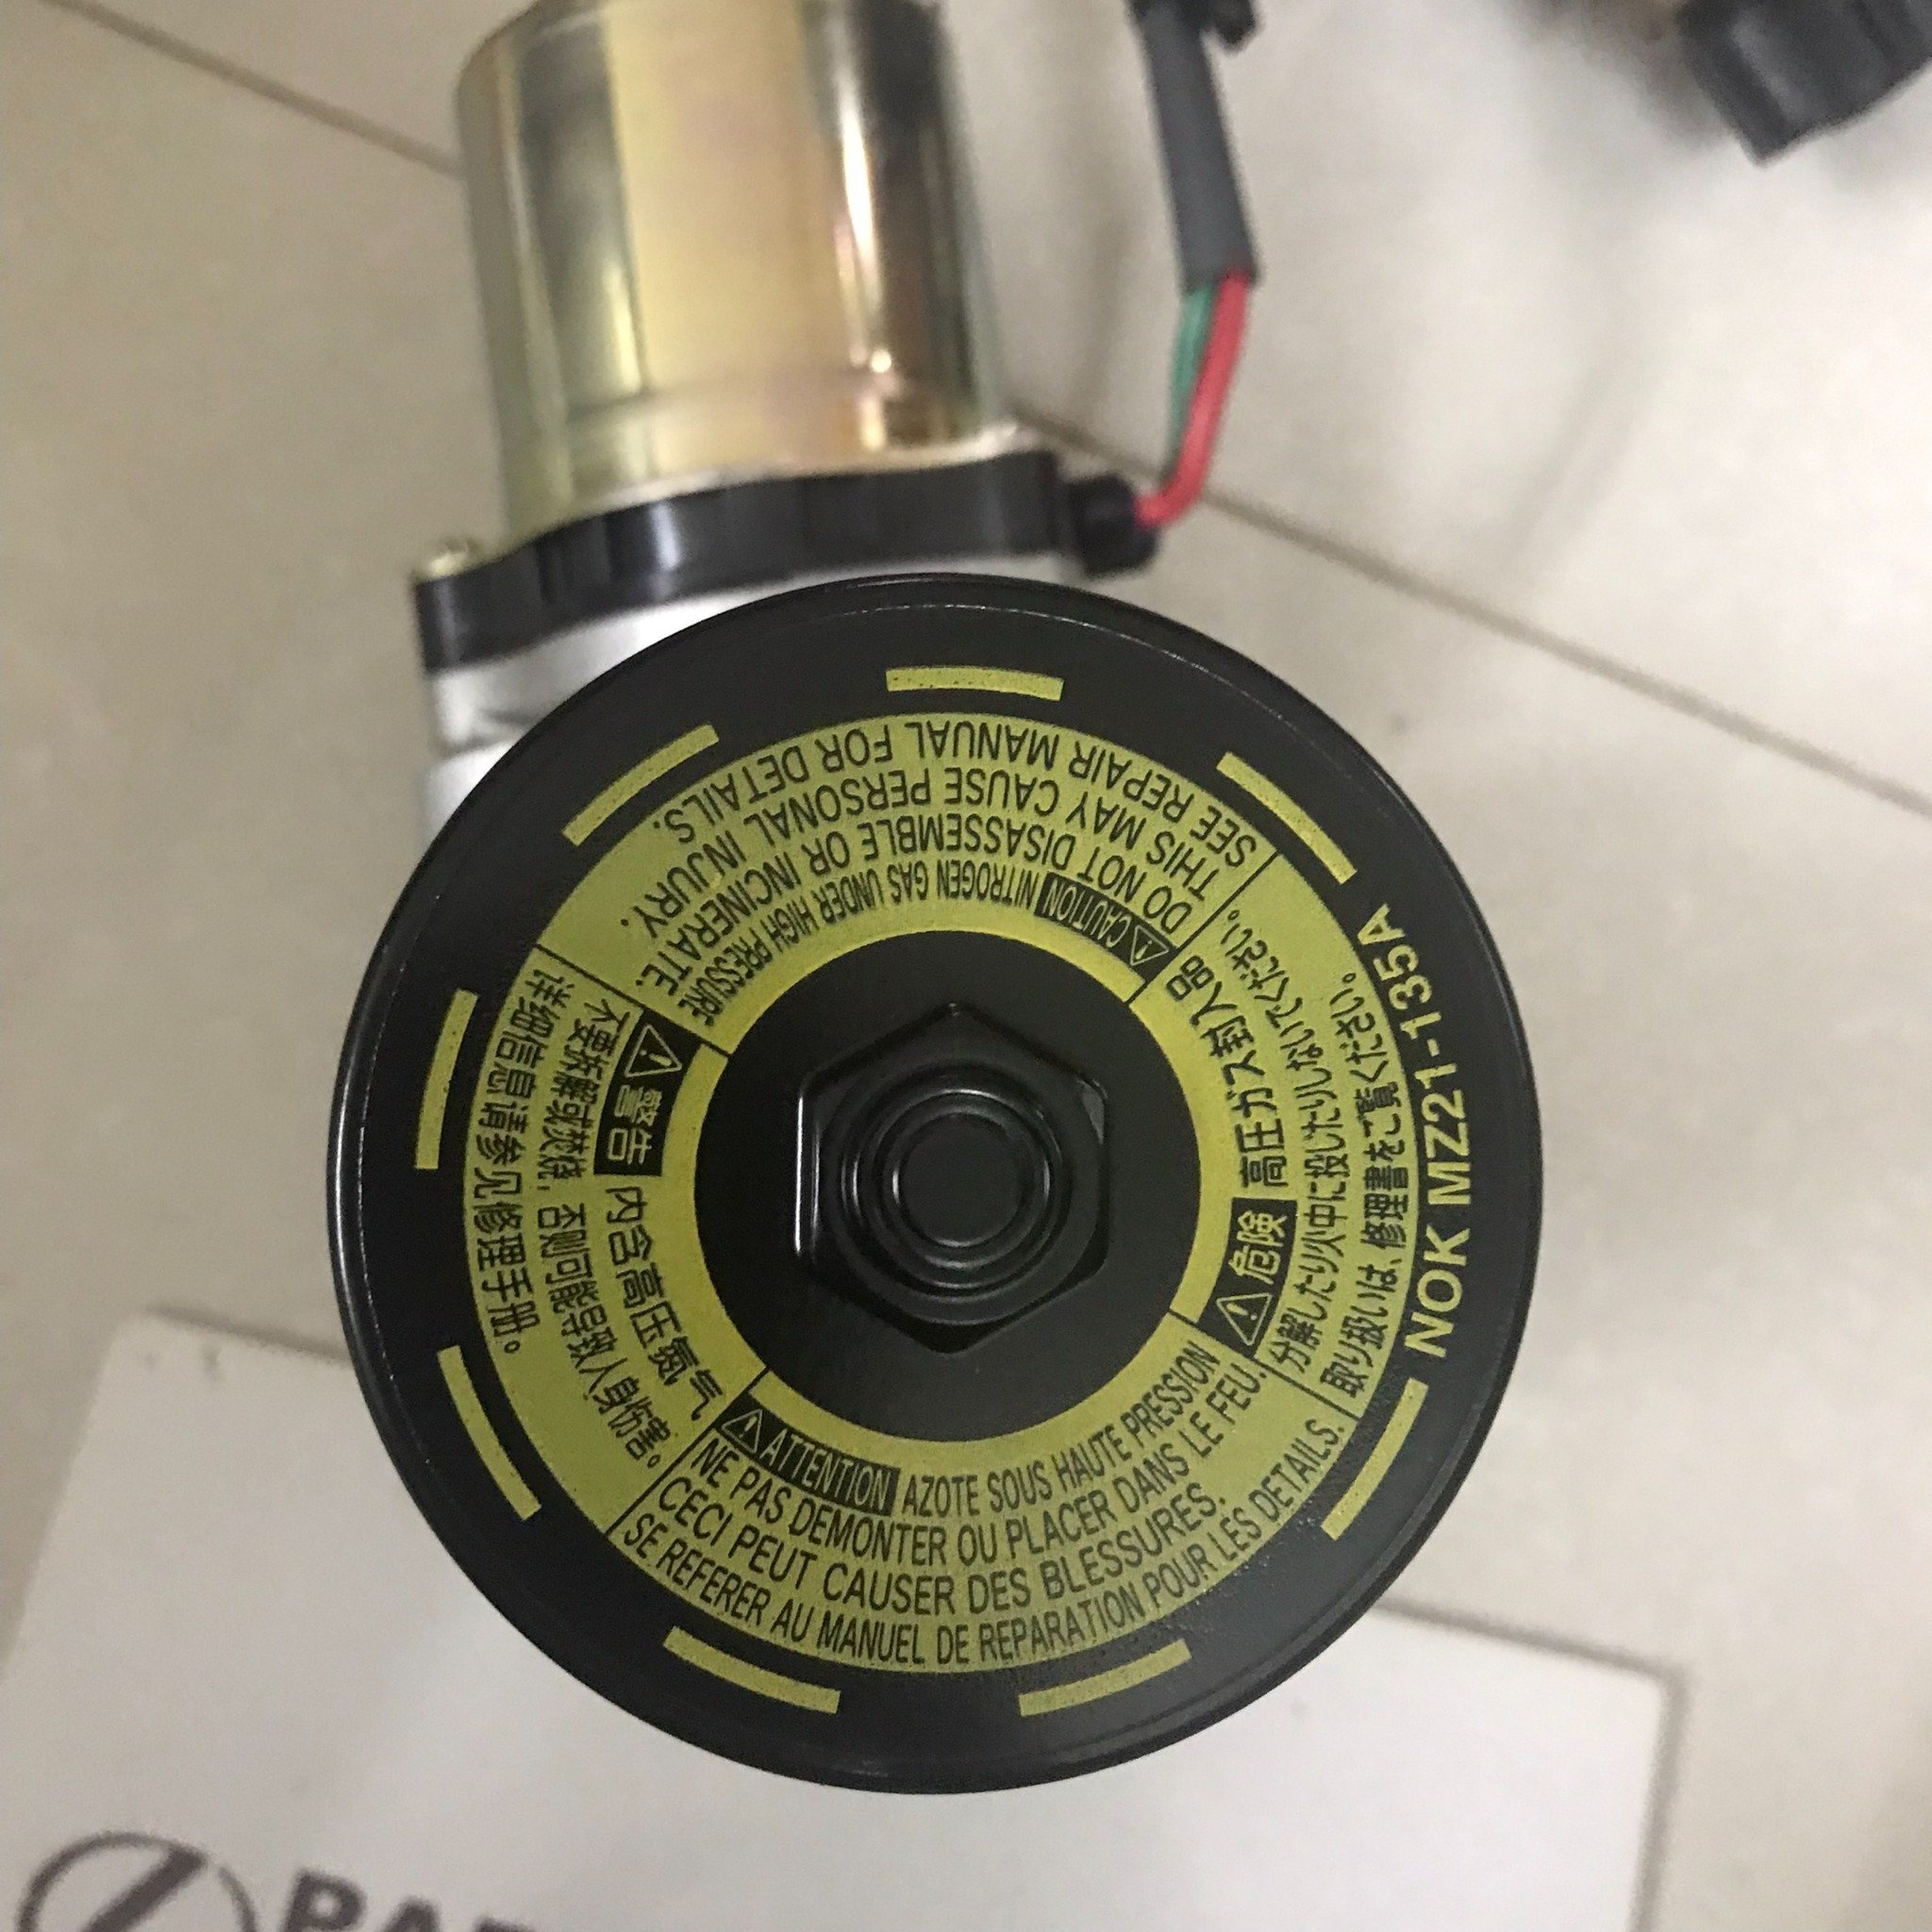 ⚠CAUTION NITROGEN GAS UNDER HIGH PRESSURE
DO NOT DISASSEMBLE OR INCINERATE.
THIS MAY CAUSE PERSONAL INJURY.
SEE REPAIR MANUAL FOR DETAILS.
⚠危険 高圧ガス封入品
分解したり火中に投じたりしないでください。
取り扱いは、修理書をご覧ください。
NOK MZ21-135A
⚠ATTENTION AZOTE SOUS HAUTE PRESSION
NE PAS DEMONTER OU PLACER DANS LE FEU.
CECI PEUT CAUSER DES BLESSURES.
SE REFERER AU MANUEL DE REPARATION POUR LES DETAILS.
⚠警告 内含高压氮气
不要拆解或焚烧，否则可能导致人身伤害。
详细信息请参见修理手册。